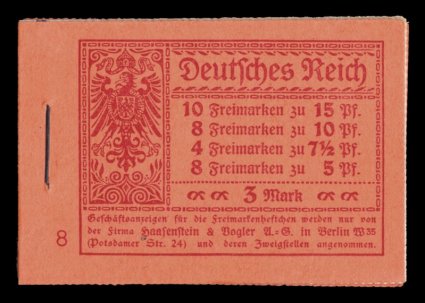 Deutsches Reich
10 Freimarken zu 15 Pf.
8 Freimarken zu 10 Pf.
4 Freimarken zu 7½ Pf.
8 Freimarken zu 5 Pf.
3 Mark
Geschäftsanzeigen für die Freimarkenheftchen werden nur von
der Firma Haasenstein & Vogler A.=G. in Berlin W35
(Potsdamer Str. 24) und deren Zweigstellen angenommen.
8